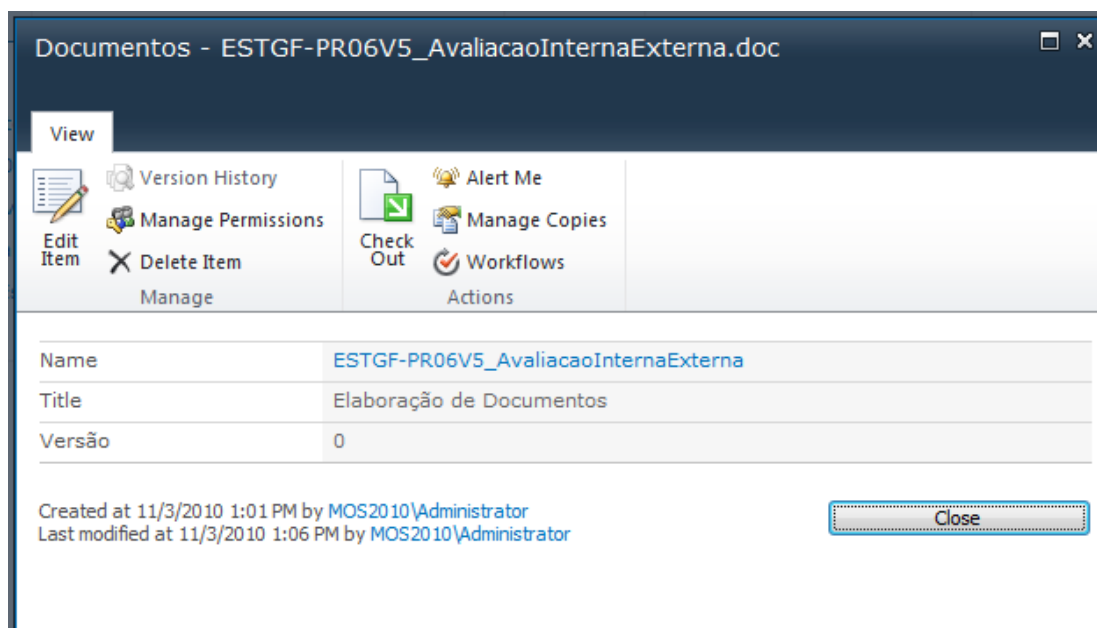 Documentos - ESTGF-PR06V5_AvaliacaoInternaExterna.doc
View
Edit Item
Version History
Manage Permissions
Delete Item
Manage
Check Out
Alert Me
Manage Copies
Workflows
Actions
Name ESTGF-PR06V5_AvaliacaoInternaExterna
Title Elaboração de Documentos
Versão 0
Created at 11/3/2010 1:01 PM by MOS2010\Administrator
Last modified at 11/3/2010 1:06 PM by MOS2010\Administrator
Close